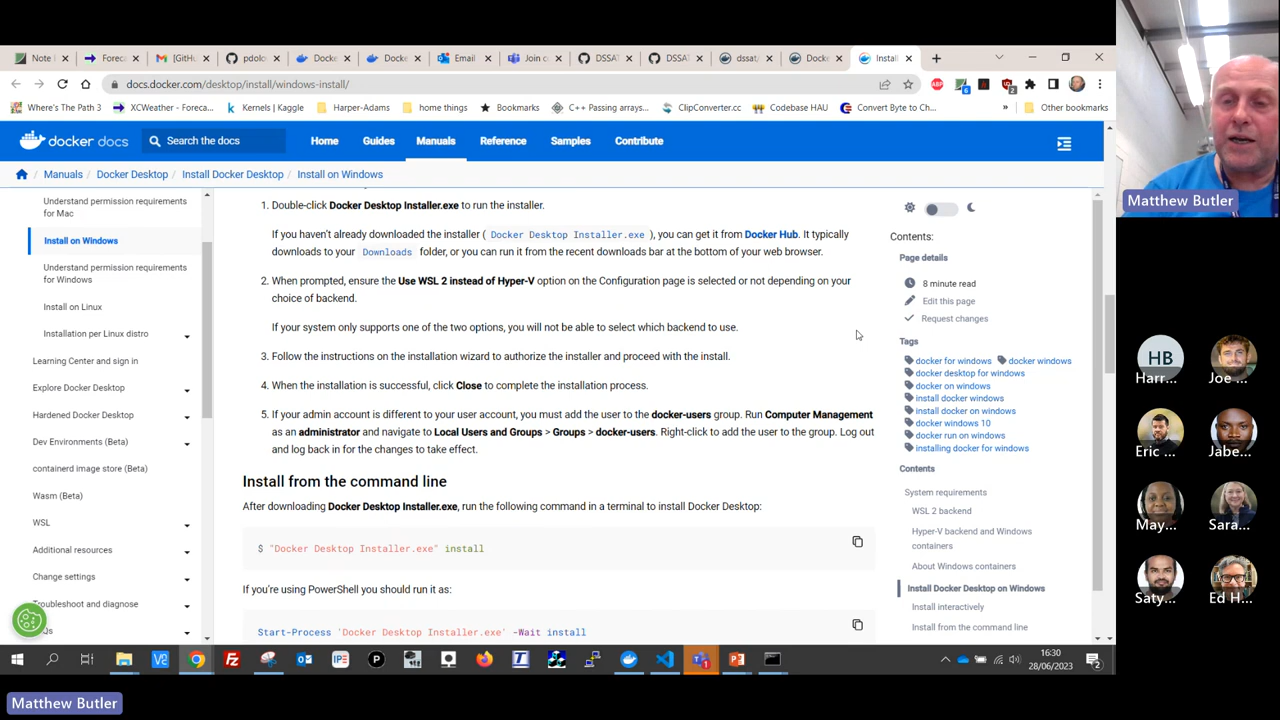 Note
Foreca
[GitHu
pdolo
Docke
Docke
Email
Join c
DSSA
DSSA
dssat
Docke
Instal
docs.docker.com/desktop/install/windows-install/
Where's The Path 3
XCWeather - Foreca...
Kernels | Kaggle
Harper-Adams
home things
Bookmarks
C++ Passing arrays...
ClipConverter.cc
Codebase HAU
Convert Byte to Ch...
»
Other bookmarks
docker docs
Search the docs
Home
Guides
Manuals
Reference
Samples
Contribute
Manuals > Docker Desktop > Install Docker Desktop > Install on Windows
Understand permission requirements
for Mac
Install on Windows
Understand permission requirements
for Windows
Install on Linux
Installation per Linux distro
Learning Center and sign in
Explore Docker Desktop
Hardened Docker Desktop
Dev Environments (Beta)
containerd image store (Beta)
Wasm (Beta)
WSL
Additional resources
Change settings
Troubleshoot and diagnose
Qs
1. Double-click Docker Desktop Installer.exe to run the installer.
If you haven't already downloaded the installer ( Docker Desktop Installer.exe ), you can get it from Docker Hub. It typically
downloads to your Downloads folder, or you can run it from the recent downloads bar at the bottom of your web browser.
2. When prompted, ensure the Use WSL 2 instead of Hyper-V option on the Configuration page is selected or not depending on your
choice of backend.
If your system only supports one of the two options, you will not be able to select which backend to use.
3. Follow the instructions on the installation wizard to authorize the installer and proceed with the install.
4. When the installation is successful, click Close to complete the installation process.
5. If your admin account is different to your user account, you must add the user to the docker-users group. Run Computer Management
as an administrator and navigate to Local Users and Groups > Groups > docker-users. Right-click to add the user to the group. Log out
and log back in for the changes to take effect.
Install from the command line
After downloading Docker Desktop Installer.exe, run the following command in a terminal to install Docker Desktop:
$ "Docker Desktop Installer.exe" install
If you're using PowerShell you should run it as:
Start-Process 'Docker Desktop Installer.exe' -Wait install
Contents:
Page details
8 minute read
Edit this page
Request changes
Tags
docker for windows docker windows
docker desktop for windows
docker on windows
install docker windows
install docker on windows
docker windows 10
docker run on windows
installing docker for windows
Contents
System requirements
WSL 2 backend
Hyper-V backend and Windows
containers
About Windows containers
Install Docker Desktop on Windows
Install interactively
Install from the command line
16:30
28/06/2023
Matthew Butler
HB
Harr...
Joe ...
Eric ...
Jabe...
May...
Sara...
Saty...
Ed H...
Matthew Butler